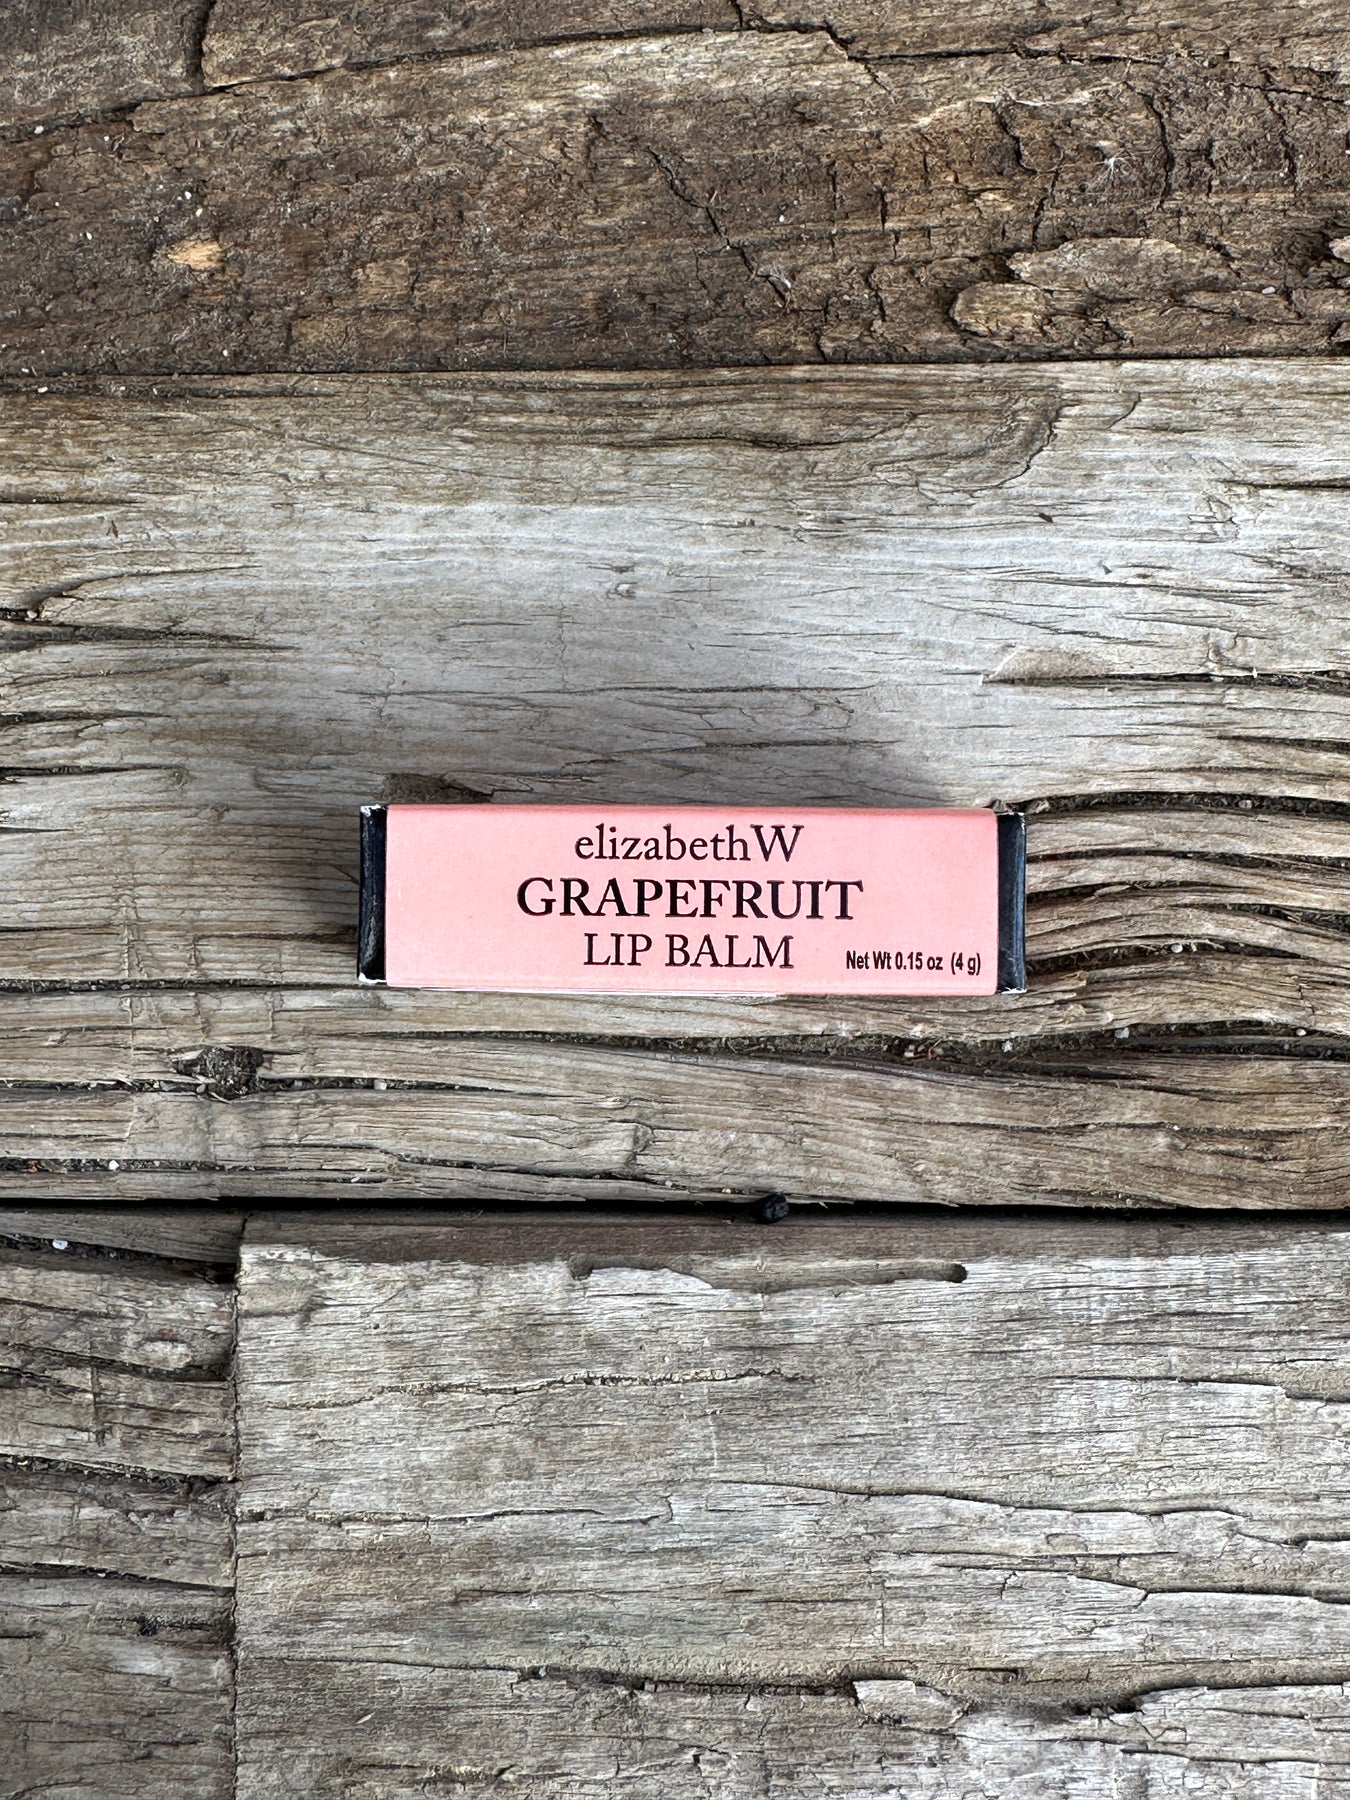 elizabethW
GRAPEFRUIT
LIP BALM
Net Wt 0.15 oz (4 g)